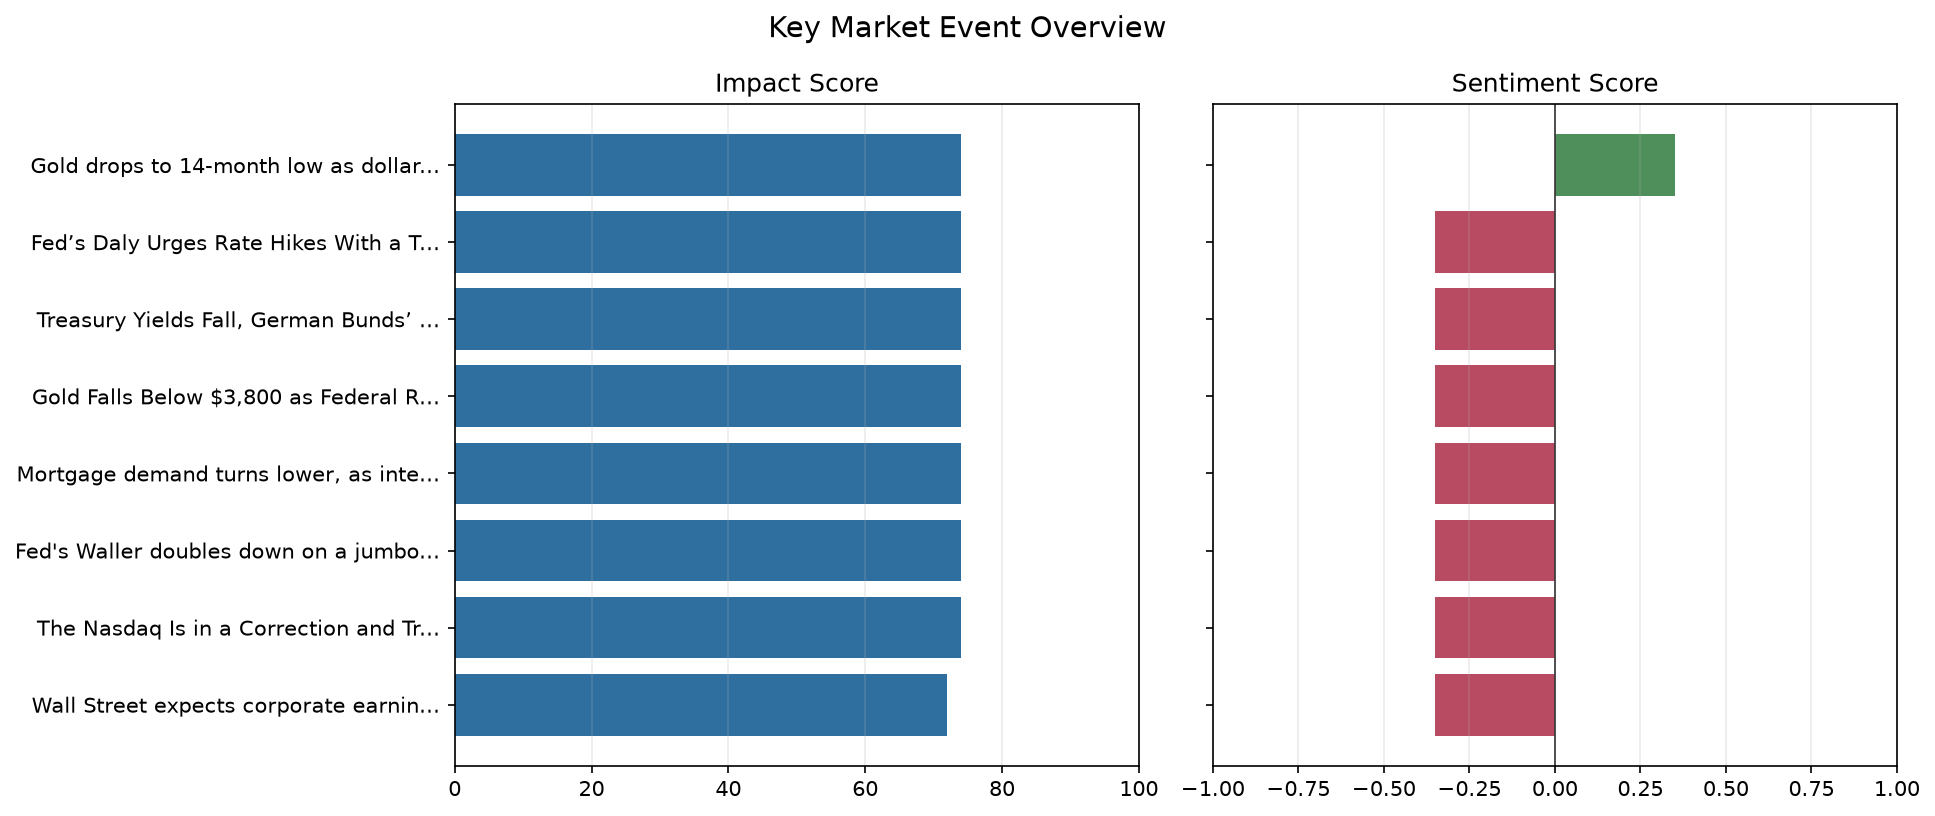 Key Market Event Overview
Impact Score
Sentiment Score
Gold drops to 14-month low as dollar...
Fed’s Daly Urges Rate Hikes With a T...
Treasury Yields Fall, German Bunds’ ...
Gold Falls Below $3,800 as Federal R...
Mortgage demand turns lower, as inte...
Fed's Waller doubles down on a jumbo...
The Nasdaq Is in a Correction and Tr...
Wall Street expects corporate earnin...
0 20 40 60 80 100
−1.00 −0.75 −0.50 −0.25 0.00 0.25 0.50 0.75 1.00